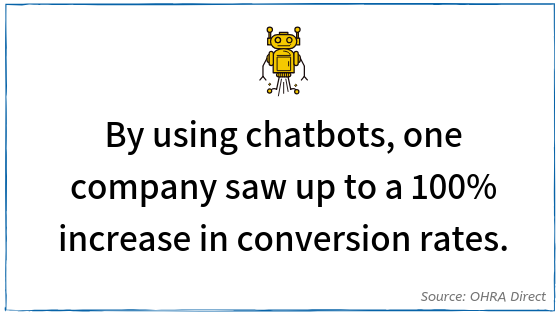 By using chatbots, one
company saw up to a 100%
increase in conversion rates.
Source: OHRA Direct